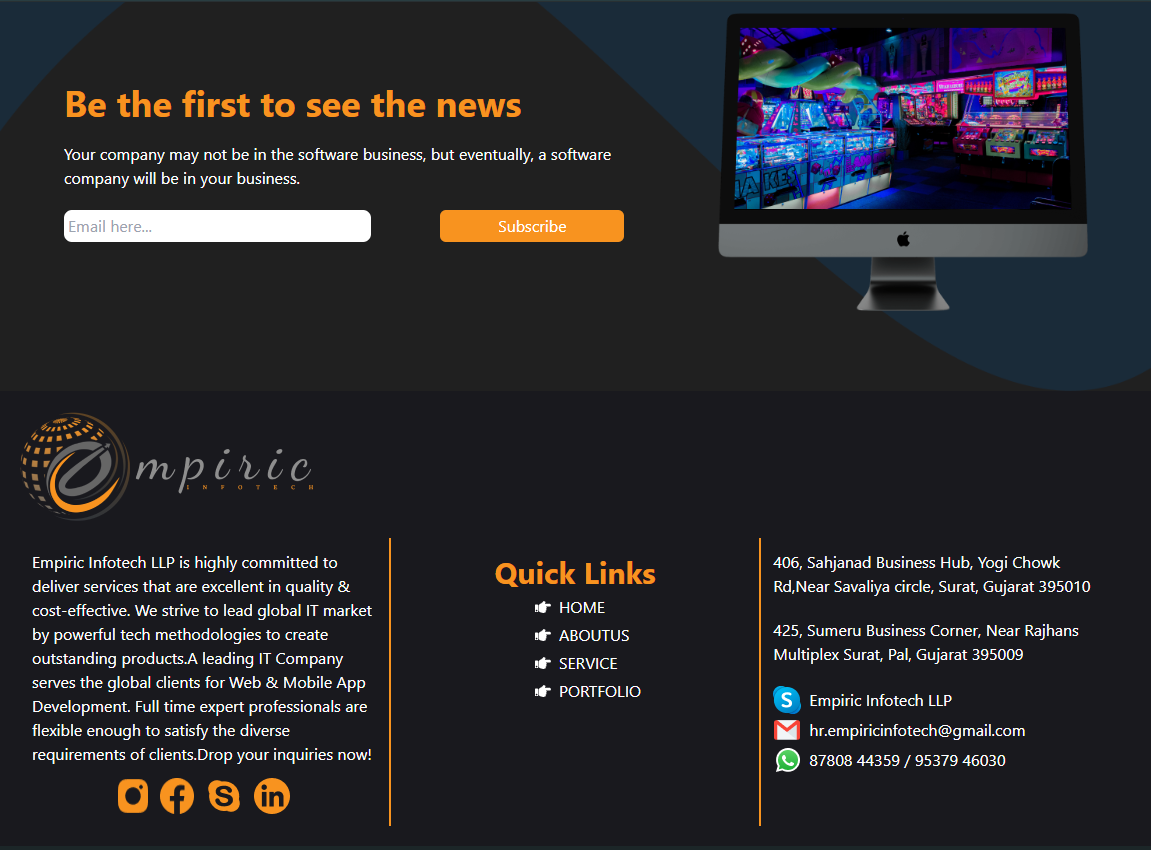 Be the first to see the news
Your company may not be in the software business, but eventually, a software
company will be in your business.
Email here...
Subscribe
mpiric
INFOTECH
Empiric Infotech LLP is highly committed to
deliver services that are excellent in quality &
cost-effective. We strive to lead global IT market
by powerful tech methodologies to create
outstanding products.A leading IT Company
serves the global clients for Web & Mobile App
Development. Full time expert professionals are
flexible enough to satisfy the diverse
requirements of clients.Drop your inquiries now!
Quick Links
HOME
ABOUTUS
SERVICE
PORTFOLIO
406, Sahjanad Business Hub, Yogi Chowk
Rd,Near Savaliya circle, Surat, Gujarat 395010
425, Sumeru Business Corner, Near Rajhans
Multiplex Surat, Pal, Gujarat 395009
Empiric Infotech LLP
hr.empiricinfotech@gmail.com
87808 44359 / 95379 46030